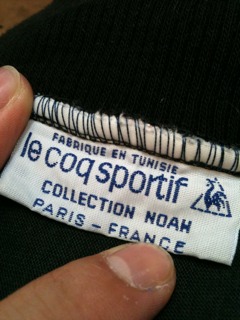 FABRIQUE EN TUNISIE
le coq sportif
COLLECTION NOAH
PARIS - FRANCE